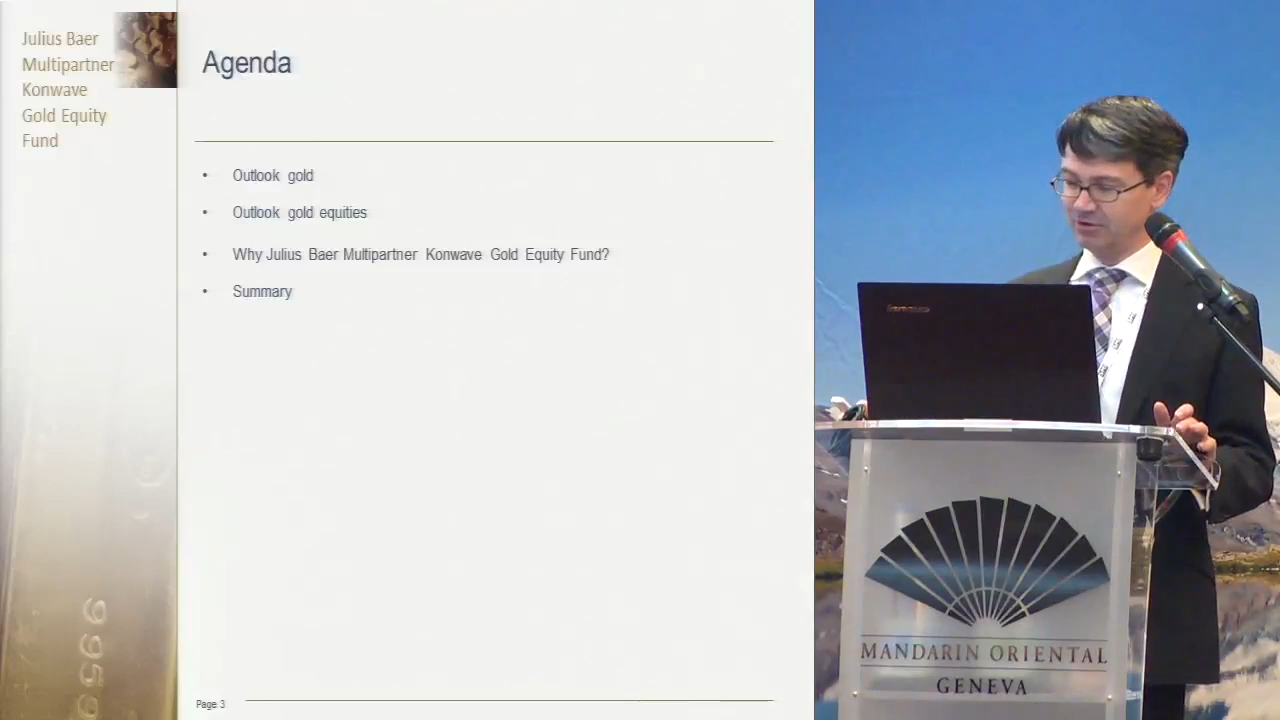 Julius Baer
Multipartner
Konwave
Gold Equity
Fund
Agenda
• Outlook gold
• Outlook gold equities
• Why Julius Baer Multipartner Konwave Gold Equity Fund?
• Summary
Page 3
lenovo
MANDARIN ORIENTAL
GENEVA